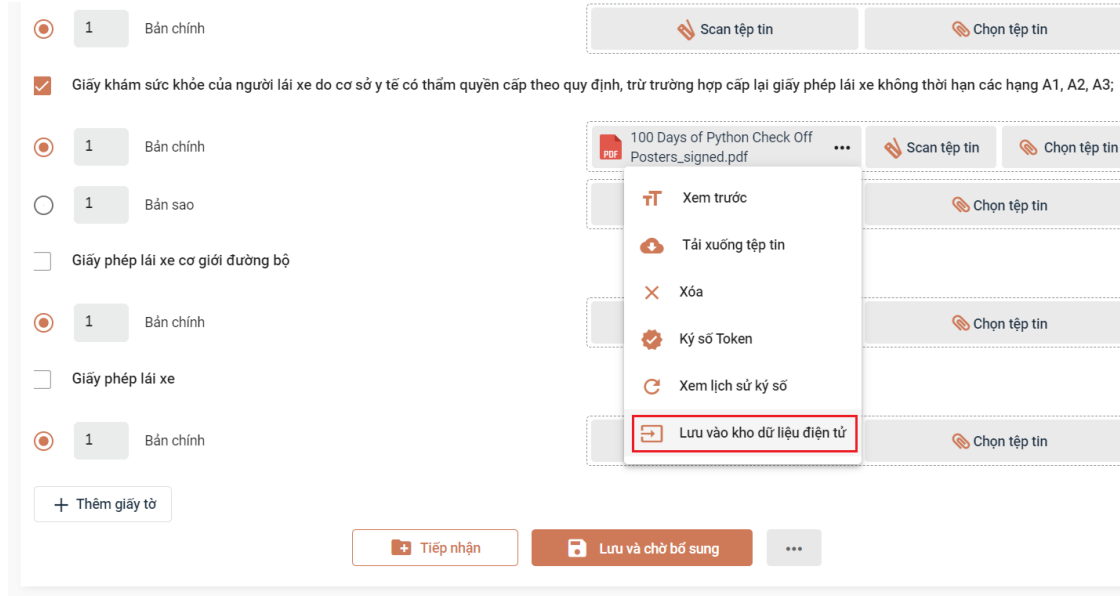 1 Bản chính Scan tệp tin Chọn tệp tin
Giấy khám sức khỏe của người lái xe do cơ sở y tế có thẩm quyền cấp theo quy định, trừ trường hợp cấp lại giấy phép lái xe không thời hạn các hạng A1, A2, A3;
1 Bản chính PDF 100 Days of Python Check Off
Posters_signed.pdf ••• Scan tệp tin Chọn tệp tin
1 Bản sao Chọn tệp tin
Xem trước
Tải xuống tệp tin
Xóa
Ký số Token
Xem lịch sử ký số
Lưu vào kho dữ liệu điện tử
Giấy phép lái xe cơ giới đường bộ
1 Bản chính Chọn tệp tin
Giấy phép lái xe
1 Bản chính Chọn tệp tin
+ Thêm giấy tờ
Tiếp nhận Lưu và chờ bổ sung •••